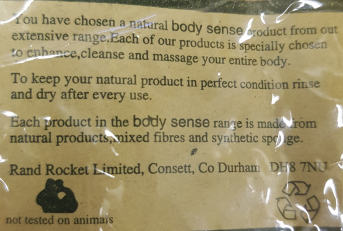 You have chosen a natural body sense product from our
extensive range.Each of our products is specially chosen
to enhance,cleanse and massage your entire body.
To keep your natural product in perfect condition rinse
and dry after every use.
Each product in the body sense range is made from
natural products,mixed fibres and synthetic sponge.
Rand Rocket Limited, Consett, Co Durham DH8 7NU
not tested on animals